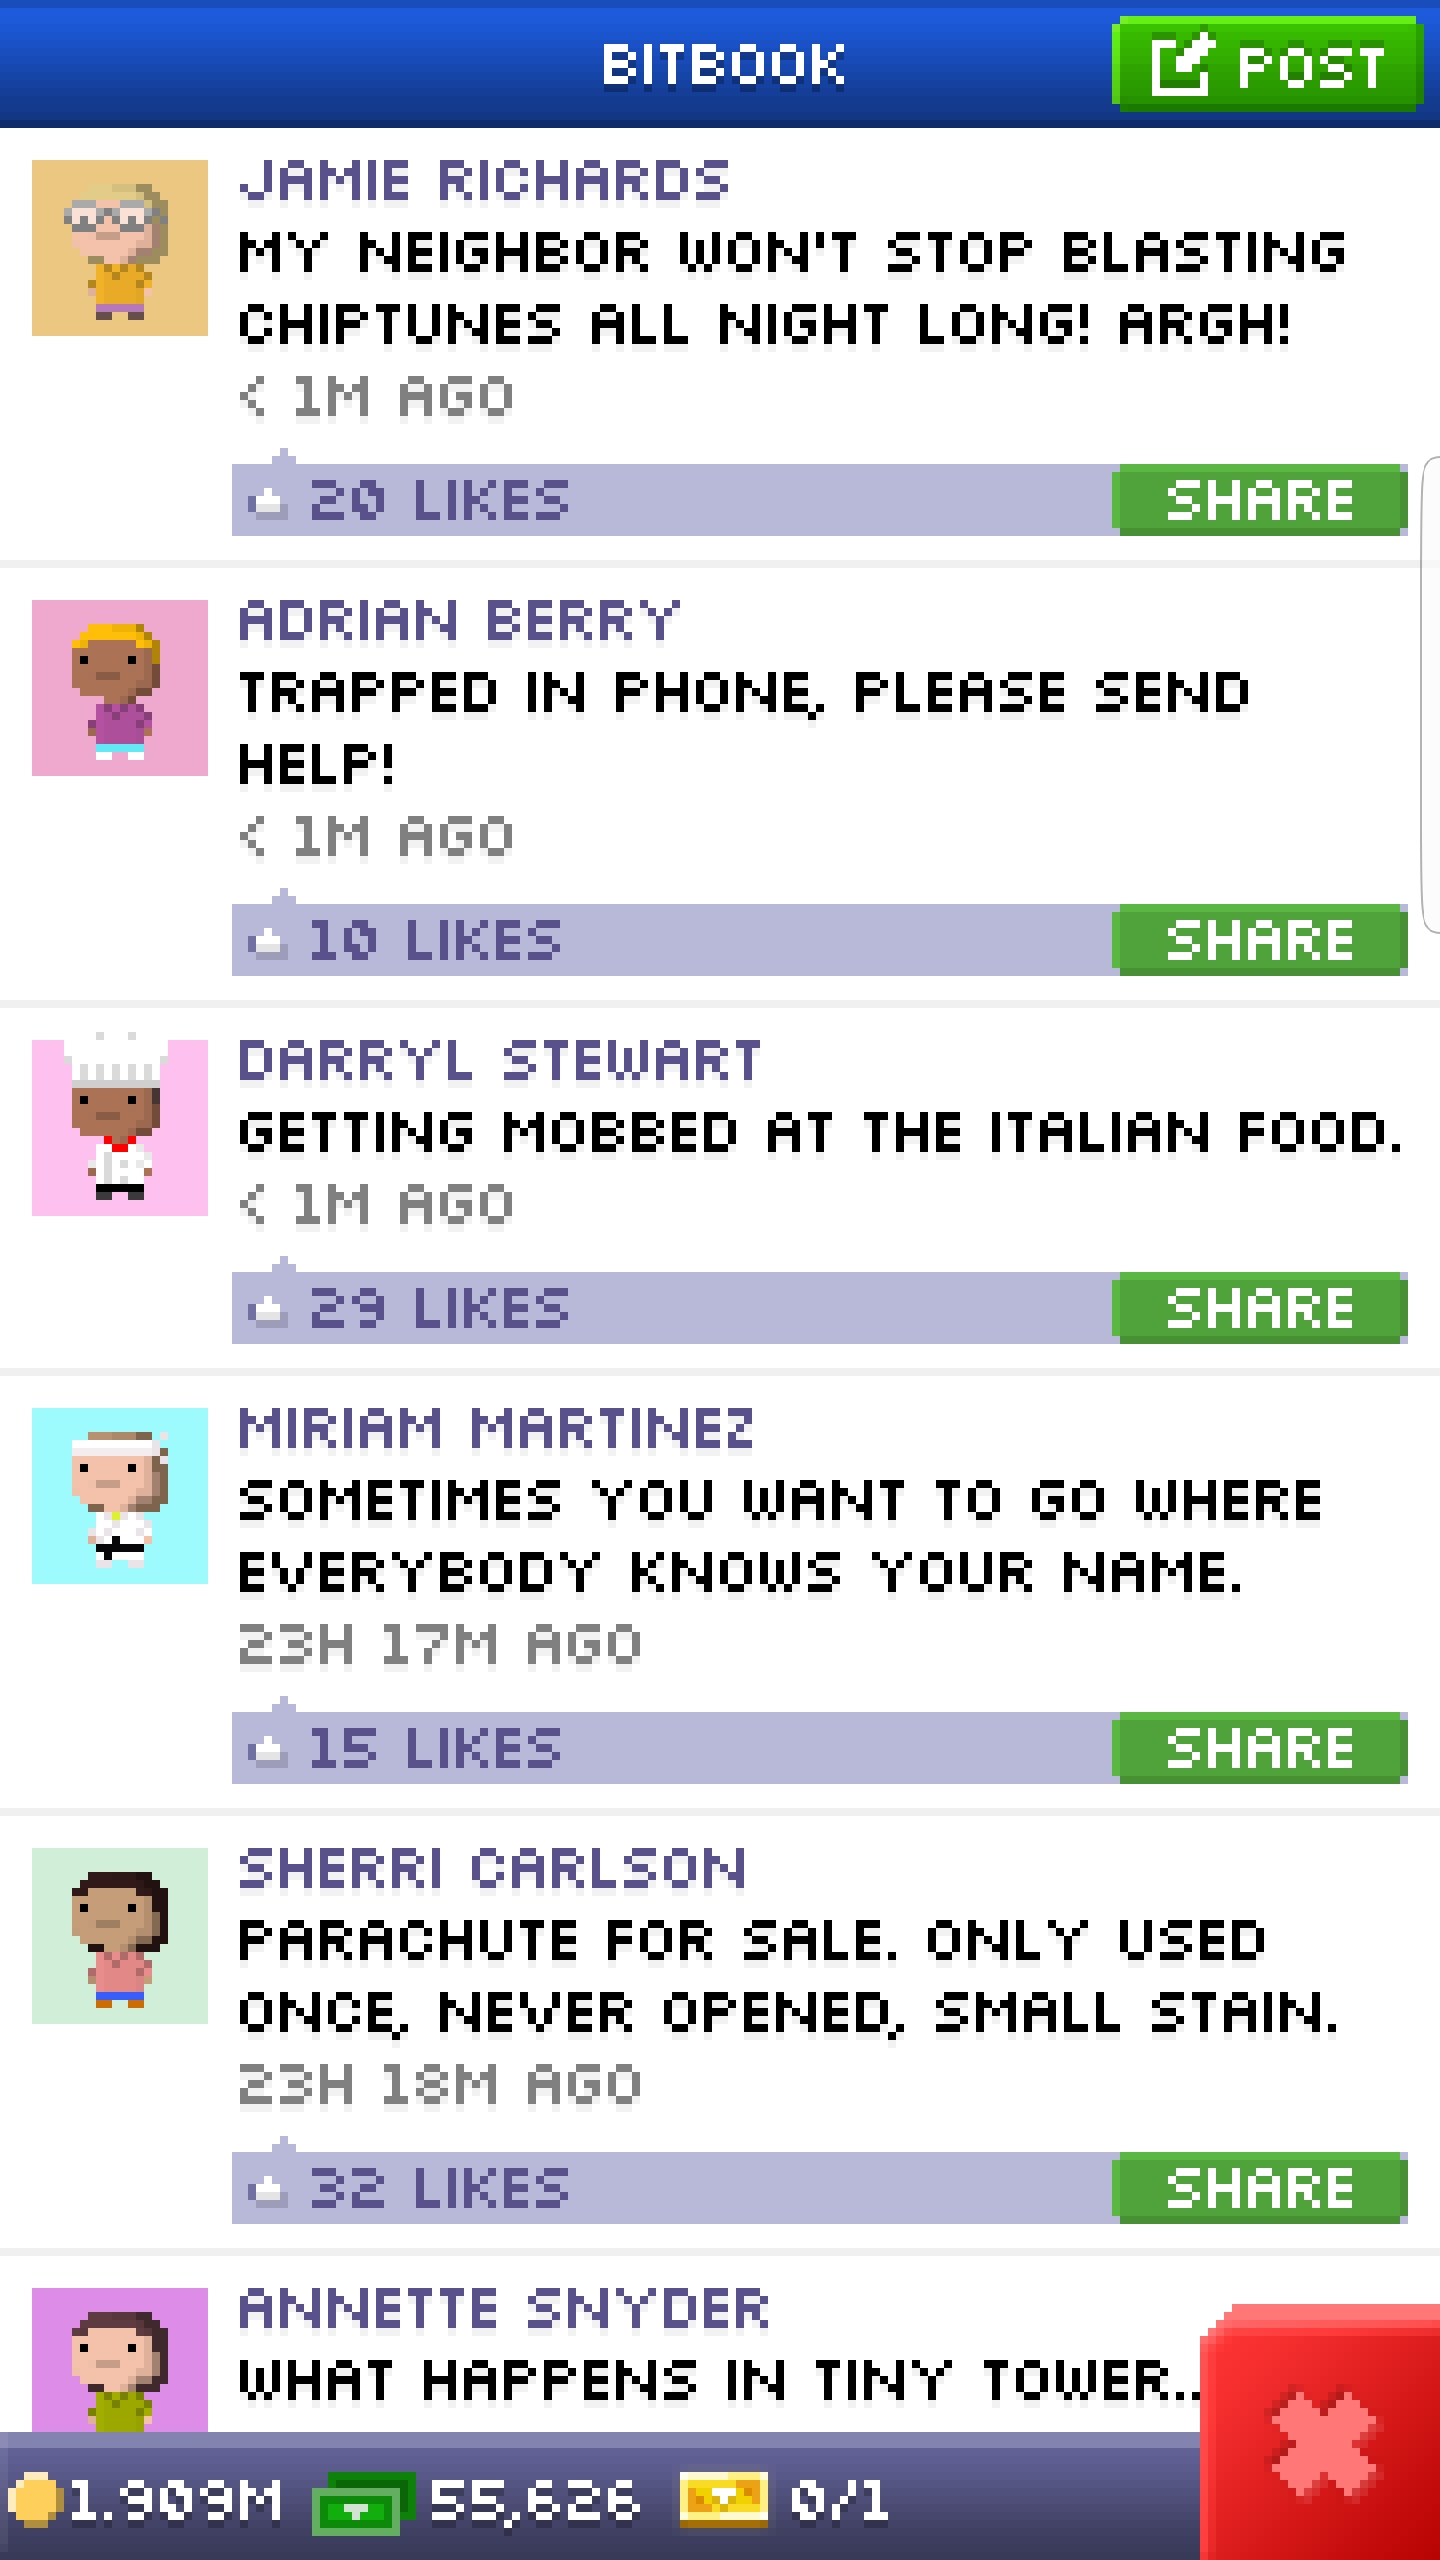 BITBOOK
POST
JAMIE RICHARDS
MY NEIGHBOR WON'T STOP BLASTING
CHIPTUNES ALL NIGHT LONG! ARGH!
< 1M AGO
20 LIKES
SHARE
ADRIAN BERRY
TRAPPED IN PHONE, PLEASE SEND
HELP!
< 1M AGO
10 LIKES
SHARE
DARRYL STEWART
GETTING MOBBED AT THE ITALIAN FOOD.
< 1M AGO
29 LIKES
SHARE
MIRIAM MARTINEZ
SOMETIMES YOU WANT TO GO WHERE
EVERYBODY KNOWS YOUR NAME.
23H 17M AGO
15 LIKES
SHARE
SHERRI CARLSON
PARACHUTE FOR SALE. ONLY USED
ONCE, NEVER OPENED, SMALL STAIN.
23H 18M AGO
32 LIKES
SHARE
ANNETTE SNYDER
WHAT HAPPENS IN TINY TOWER..
1.909M
55,626
0/1